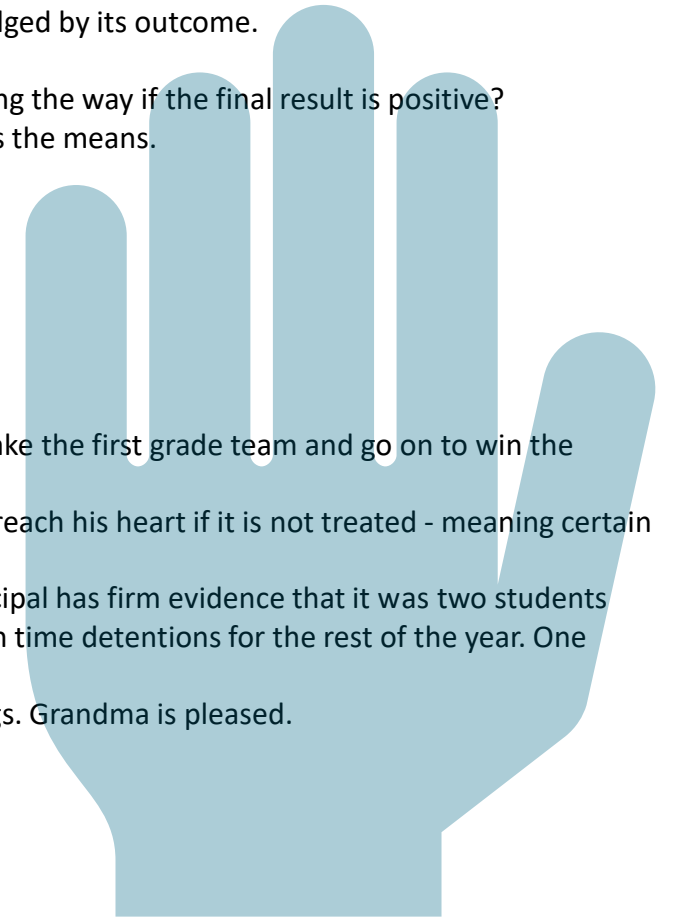 lged by its outcome.
ng the way if the final result is positive?
s the means.
ake the first grade team and go on to win the
reach his heart if it is not treated - meaning certain
cipal has firm evidence that it was two students
n time detentions for the rest of the year. One
gs. Grandma is pleased.